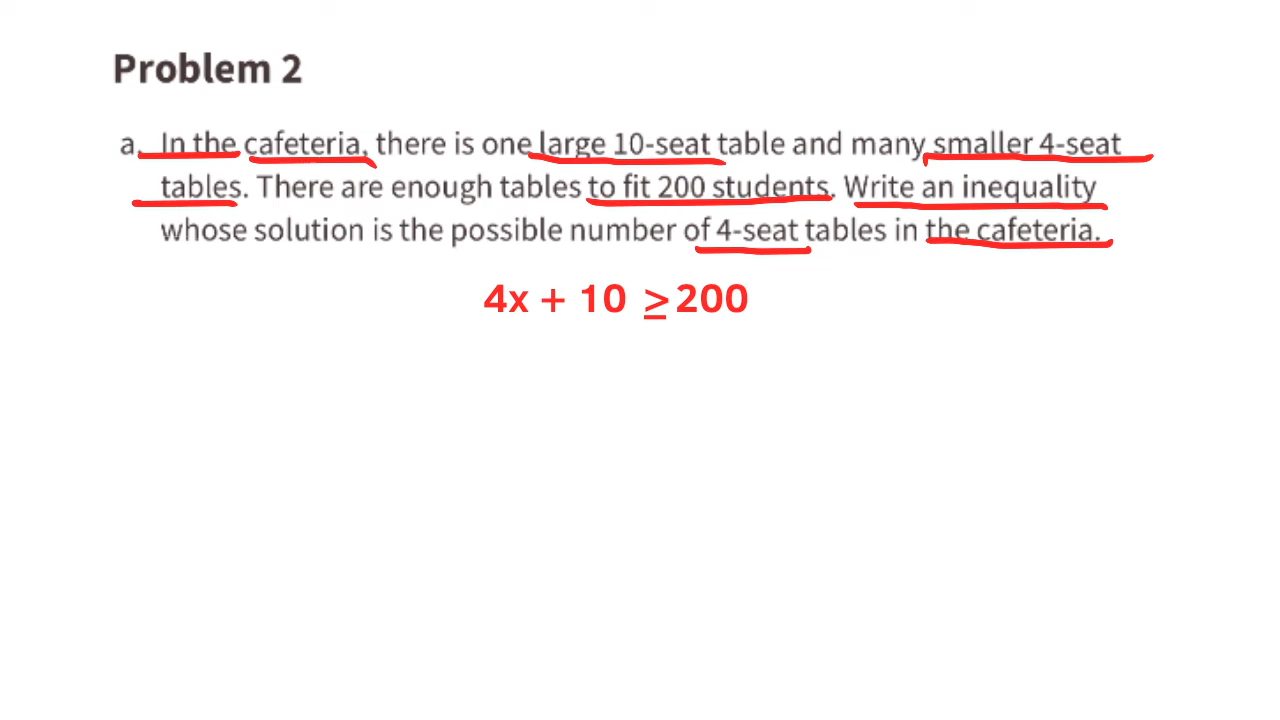 Problem 2
a. In the cafeteria, there is one large 10-seat table and many smaller 4-seat
tables. There are enough tables to fit 200 students. Write an inequality
whose solution is the possible number of 4-seat tables in the cafeteria.
4x + 10 ≥ 200